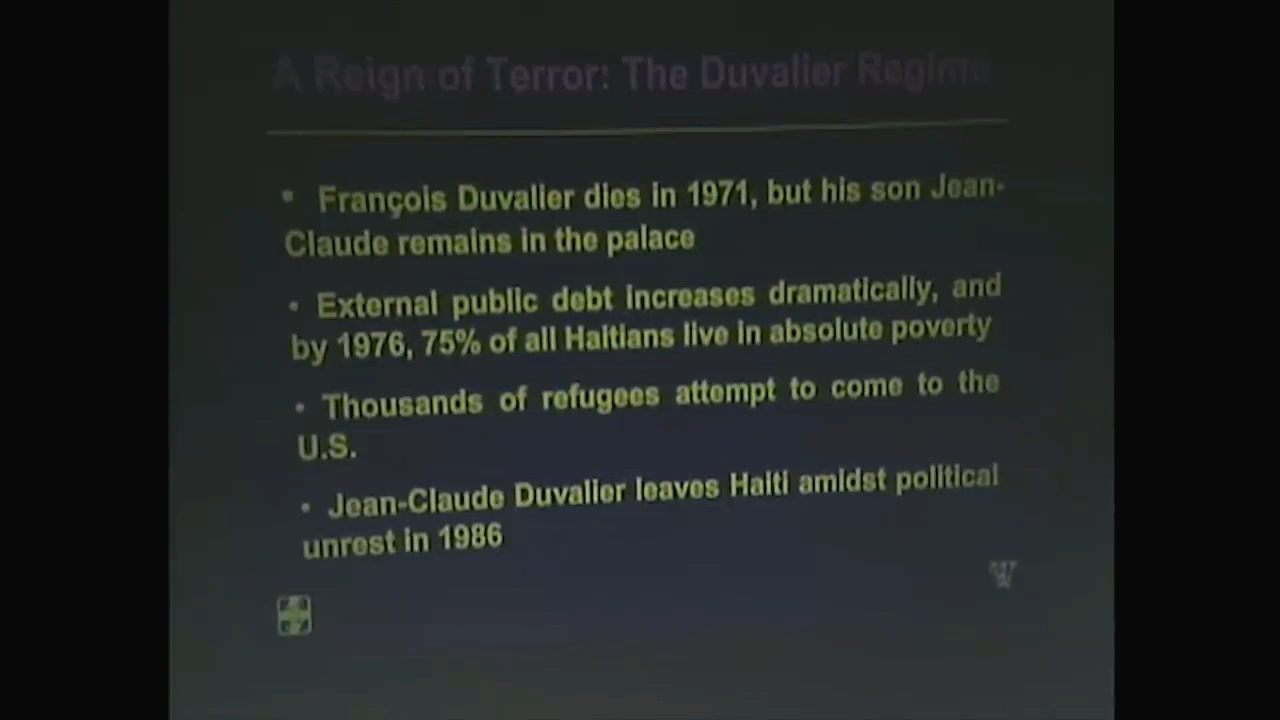 A Reign of Terror: The Duvalier Regime
• François Duvalier dies in 1971, but his son Jean-
Claude remains in the palace
• External public debt increases dramatically, and
by 1976, 75% of all Haitians live in absolute poverty
• Thousands of refugees attempt to come to the
U.S.
• Jean-Claude Duvalier leaves Haiti amidst political
unrest in 1986
W